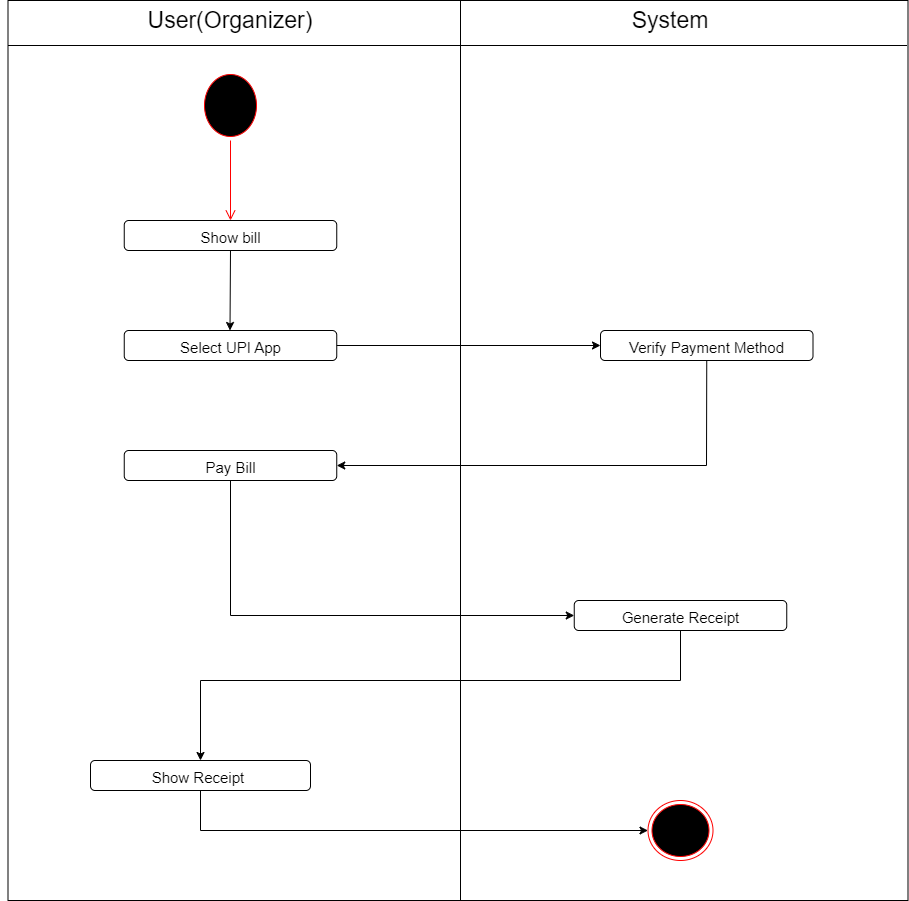 User(Organizer)
System
Show bill
Select UPI App
Verify Payment Method
Pay Bill
Generate Receipt
Show Receipt